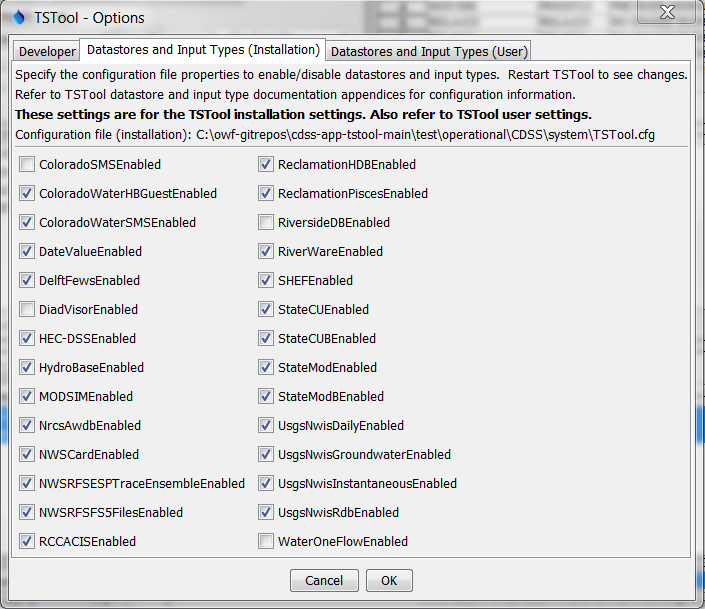 TSTool - Options
Developer
Datastores and Input Types (Installation)
Datastores and Input Types (User)
Specify the configuration file properties to enable/disable datastores and input types.  Restart TSTool to see changes.
Refer to TSTool datastore and input type documentation appendices for configuration information.
These settings are for the TSTool installation settings. Also refer to TSTool user settings.
Configuration file (installation): C:\owf-gitrepos\cdss-app-tstool-main\test\operational\CDSS\system\TSTool.cfg
ColoradoSMSEnabled
ColoradoWaterHBGuestEnabled
ColoradoWaterSMSEnabled
DateValueEnabled
DelftFewsEnabled
DiadVisorEnabled
HEC-DSSEnabled
HydroBaseEnabled
MODSIMEnabled
NrcsAwdbEnabled
NWSCardEnabled
NWSRFSESPTraceEnsembleEnabled
NWSRFSFS5FilesEnabled
RCCACISEnabled
ReclamationHDBEnabled
ReclamationPiscesEnabled
RiversideDBEnabled
RiverWareEnabled
SHEFEnabled
StateCUEnabled
StateCUBEnabled
StateModEnabled
StateModBEnabled
UsgsNwisDailyEnabled
UsgsNwisGroundwaterEnabled
UsgsNwisInstantaneousEnabled
UsgsNwisRdbEnabled
WaterOneFlowEnabled
Cancel
OK